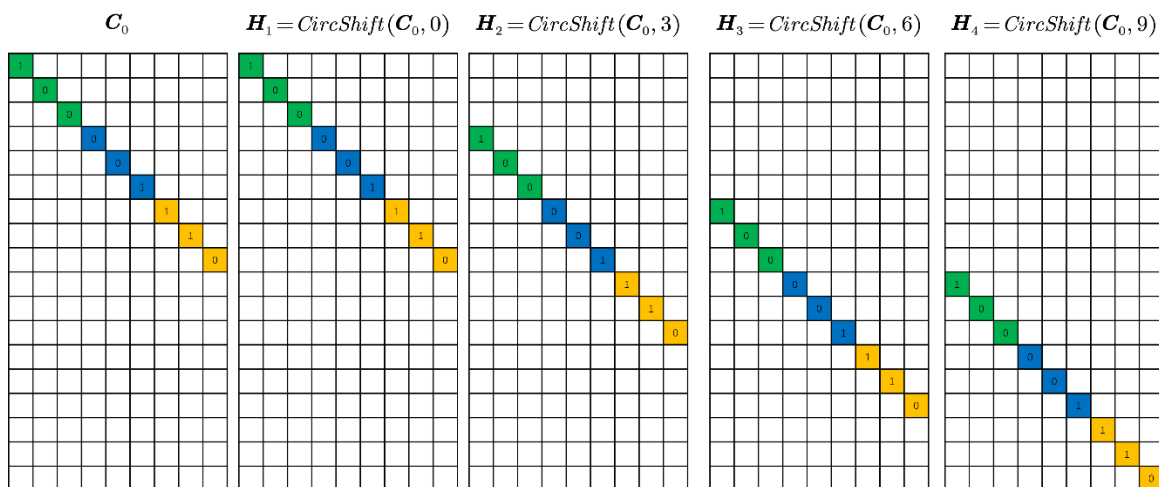 C₀ H₁=CircShift(C₀, 0) H₂=CircShift(C₀, 3) H₃=CircShift(C₀, 6) H₄=CircShift(C₀, 9)
1 1
0 0
0 0
0 0 1
0 0 0
1 1 0
1 1 0 1
1 1 0 0
0 0 1 0
1 0 1
1 0 0
0 1 0
1 0
1 0
0 1
1
1
0